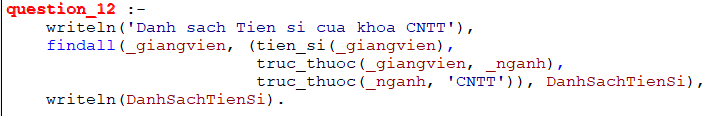 question_12 :-
    writeln('Danh sach Tien si cua khoa CNTT'),
    findall(_giangvien, (tien_si(_giangvien),
                         truc_thuoc(_giangvien, _nganh),
                         truc_thuoc(_nganh, 'CNTT')), DanhSachTienSi),
    writeln(DanhSachTienSi).